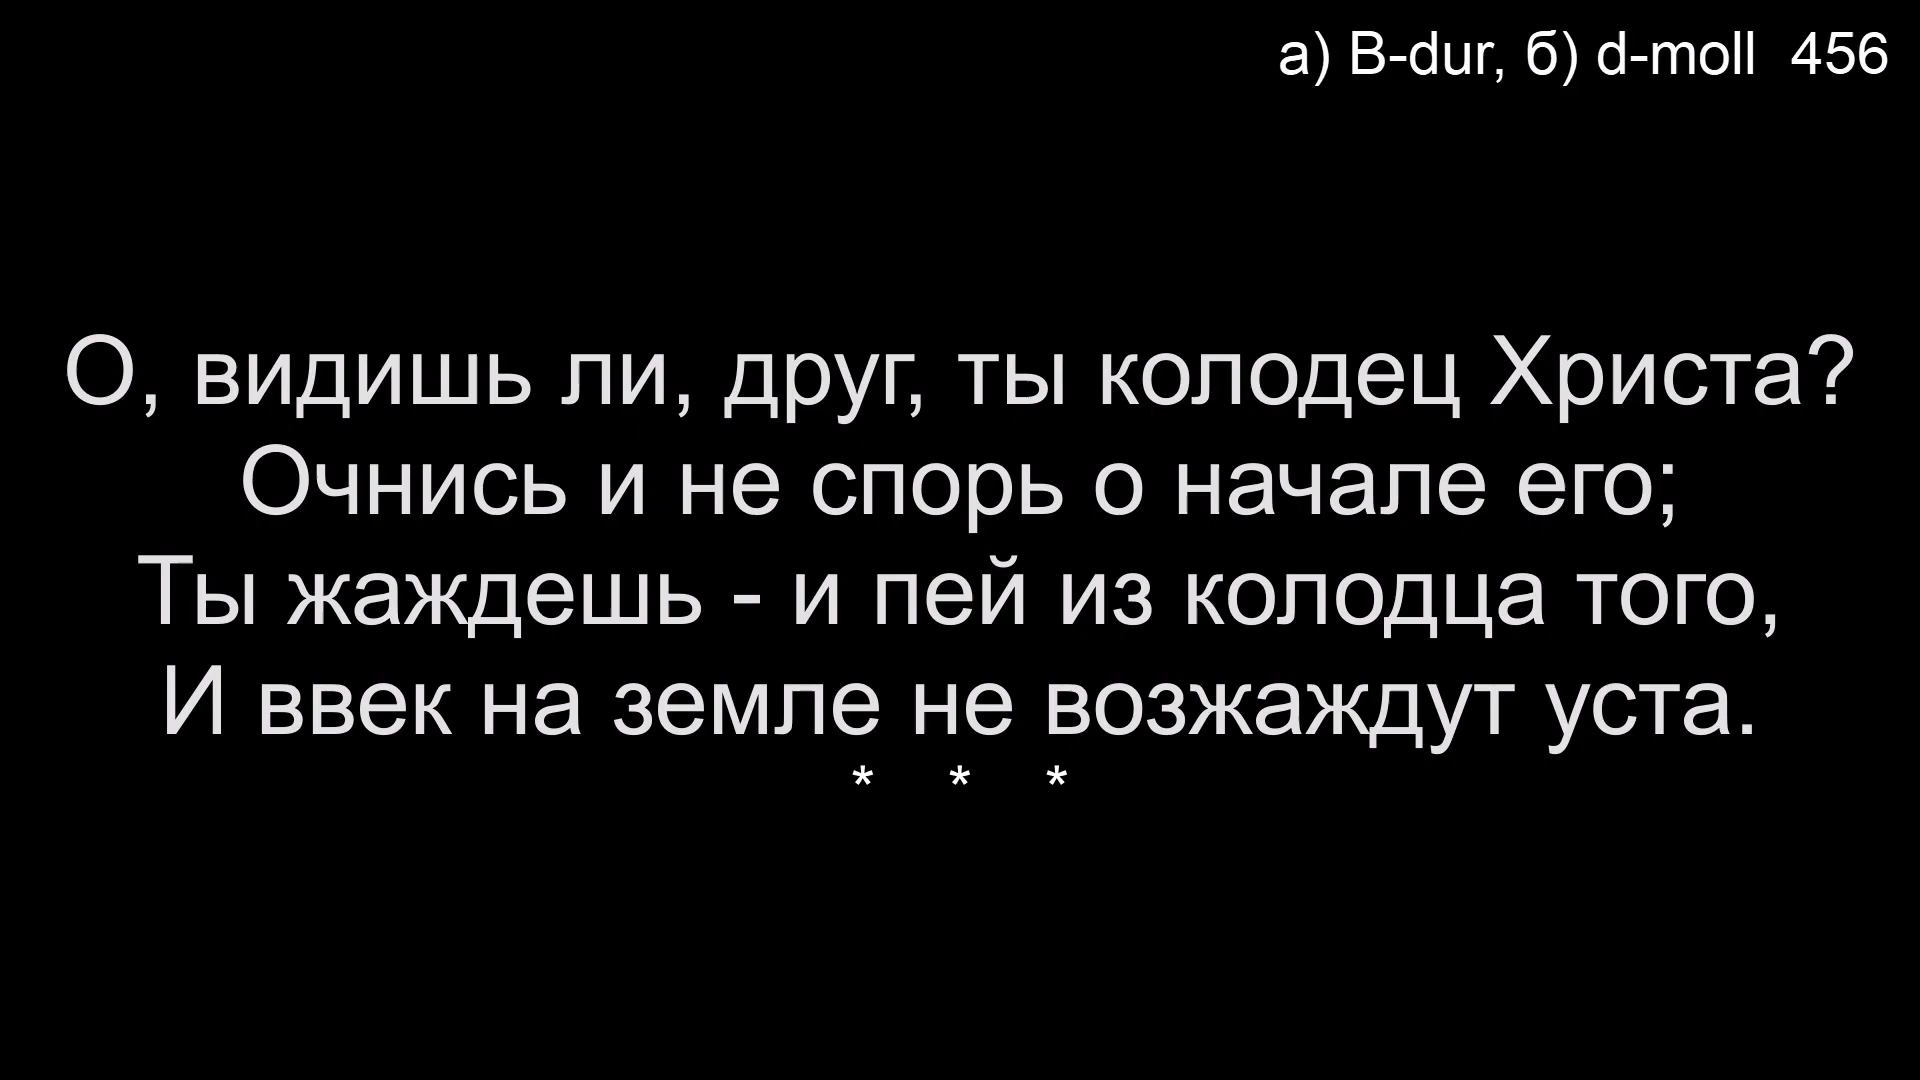 а) B-dur, б) d-moll 456
О, видишь ли, друг, ты колодец Христа?
Очнись и не спорь о начале его;
Ты жаждешь - и пей из колодца того,
И ввек на земле не возжаждут уста.
* * *